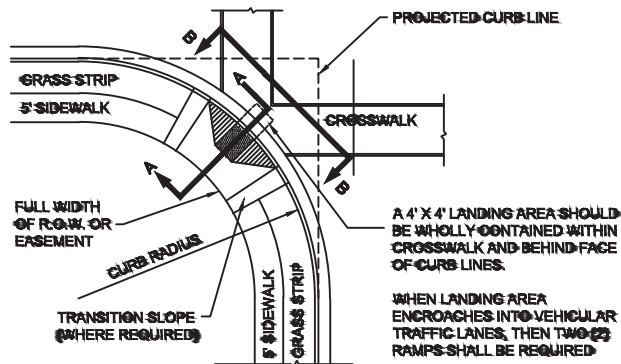 PROJECTED CURB LINE
B
GRASS STRIP
A
5' SIDEWALK
CROSSWALK
A
B
FULL WIDTH
OF R.O.W. OR
EASEMENT
CURB RADIUS
A 4' X 4' LANDING AREA SHOULD
BE WHOLLY CONTAINED WITHIN
CROSSWALK AND BEHIND FACE
OF CURB LINES.
TRANSITION SLOPE
(WHERE REQUIRED)
5' SIDEWALK
GRASS STRIP
WHEN LANDING AREA
ENCROACHES INTO VEHICULAR
TRAFFIC LANES, THEN TWO (2)
RAMPS SHALL BE REQUIRED